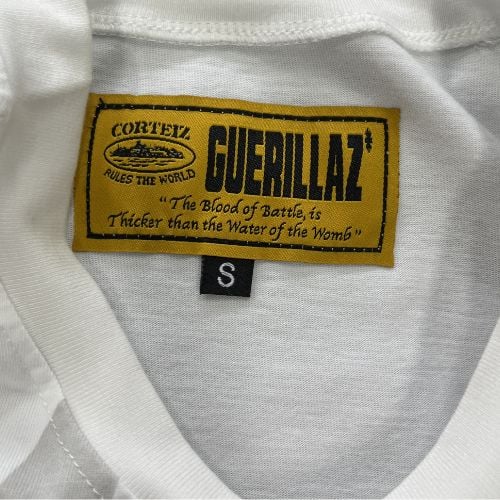 CORTEIZ
RULES THE WORLD
GUERILLAZ
"The Blood of Battle, is
Thicker than the Water of the Womb"
S